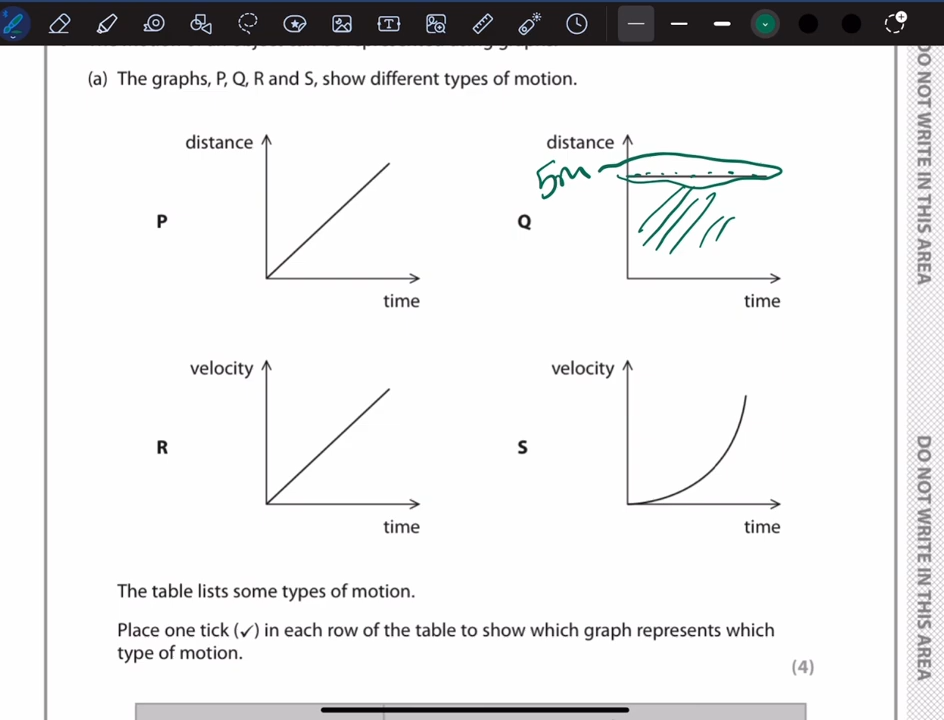 (a) The graphs, P, Q, R and S, show different types of motion.
distance
distance
5m
P
Q
time
time
velocity
velocity
R
S
time
time
The table lists some types of motion.
Place one tick (✓) in each row of the table to show which graph represents which
type of motion.
(4)
DO NOT WRITE IN THIS AREA
DO NOT WRITE IN THIS AREA